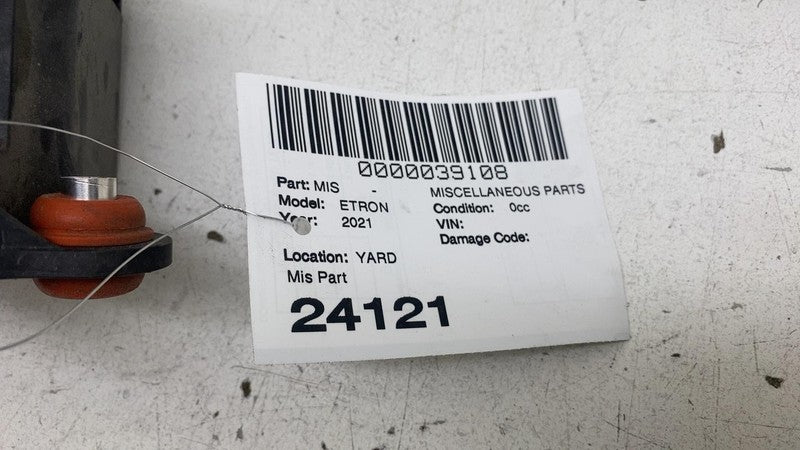 0000039108
Part: MIS - MISCELLANEOUS PARTS
Model: ETRON Condition: 0cc
Year: 2021 VIN:
Damage Code:
Location: YARD
Mis Part
24121